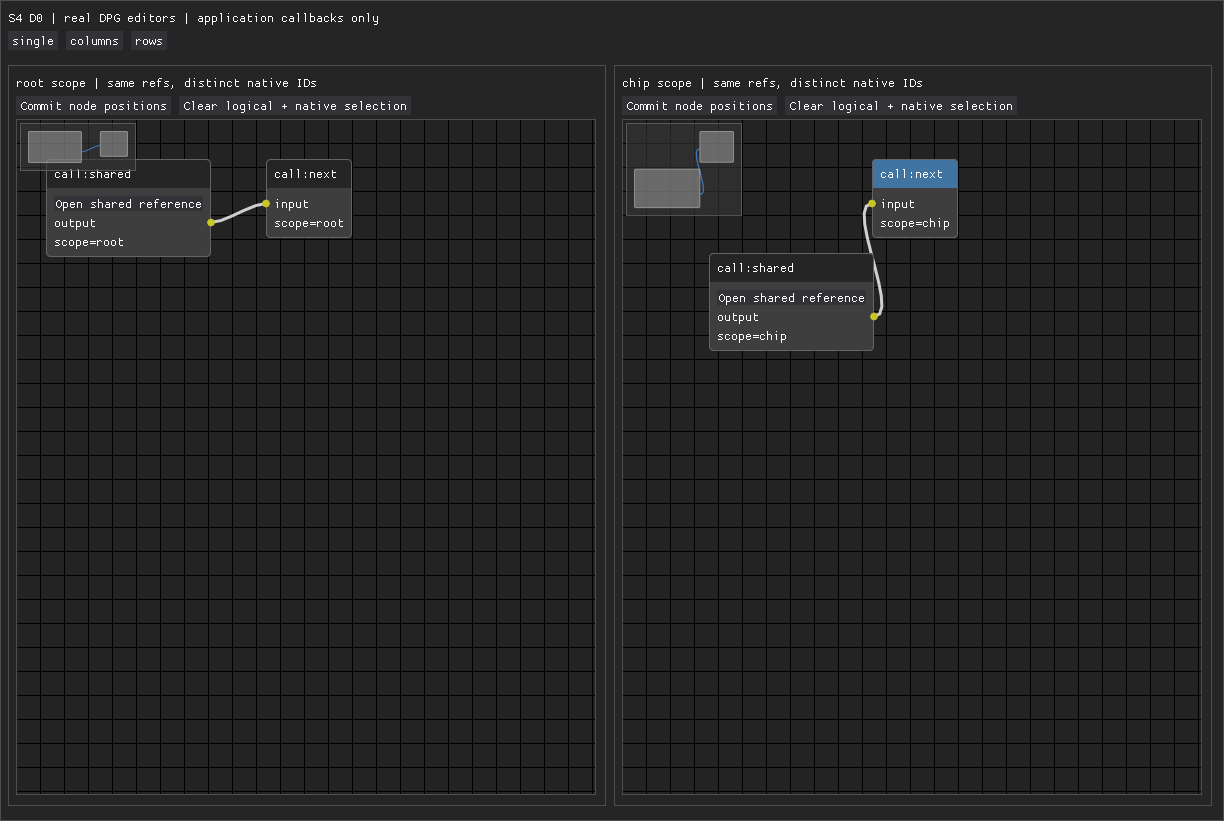 S4 D0 | real DPG editors | application callbacks only
single columns rows
root scope | same refs, distinct native IDs
Commit node positions Clear logical + native selection
call:shared
Open shared reference
output
scope=root
call:next
input
scope=root
chip scope | same refs, distinct native IDs
Commit node positions Clear logical + native selection
call:next
input
scope=chip
call:shared
Open shared reference
output
scope=chip